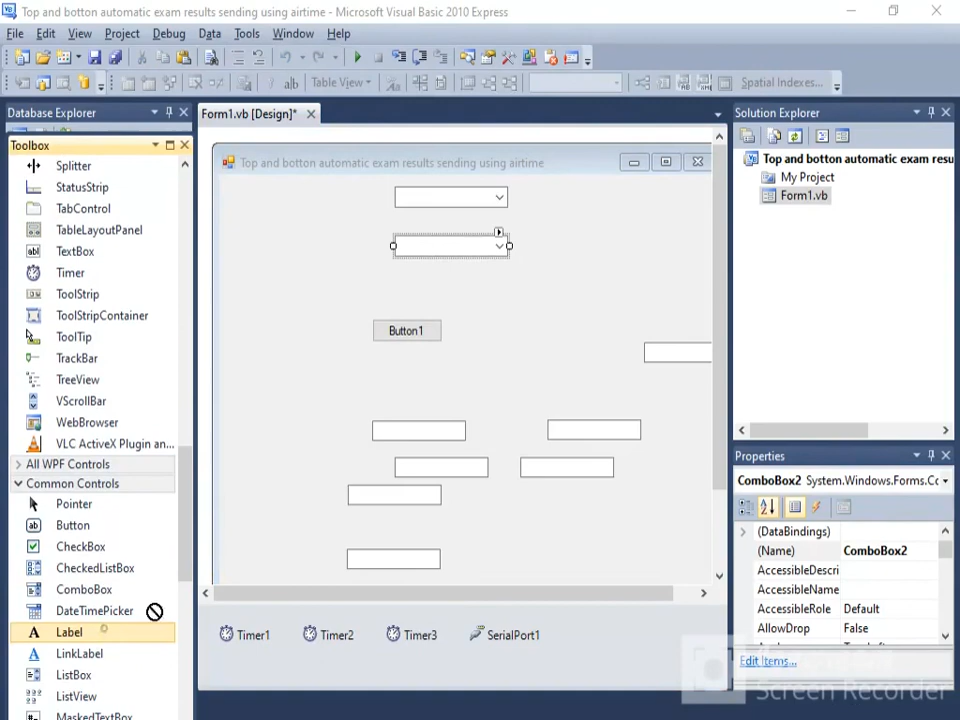 Top and botton automatic exam results sending using airtime - Microsoft Visual Basic 2010 Express
File Edit View Project Debug Data Tools Window Help
Table View
Spatial Indexes...
Database Explorer
Form1.vb [Design]*
Solution Explorer
Toolbox
Splitter
StatusStrip
TabControl
TableLayoutPanel
TextBox
Timer
ToolStrip
ToolStripContainer
ToolTip
TrackBar
TreeView
VScrollBar
WebBrowser
VLC ActiveX Plugin an...
All WPF Controls
Common Controls
Pointer
Button
CheckBox
CheckedListBox
ComboBox
DateTimePicker
Label
LinkLabel
ListBox
ListView
MaskedTextBox
Top and botton automatic exam results sending using airtime
Button1
Timer1 Timer2 Timer3 SerialPort1
Top and botton automatic exam resu
My Project
Form1.vb
Properties
ComboBox2 System.Windows.Forms.Cc
(DataBindings)
(Name) ComboBox2
AccessibleDescri
AccessibleName
AccessibleRole Default
AllowDrop False
Edit Items...
Screen Recorder